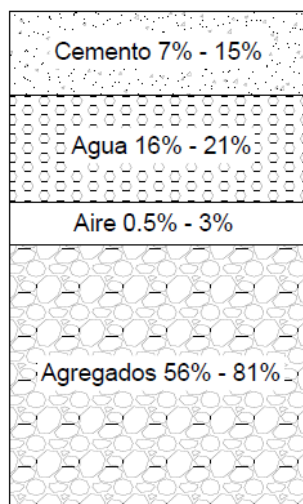 Cemento 7% - 15%
Agua 16% - 21%
Aire 0.5% - 3%
Agregados 56% - 81%